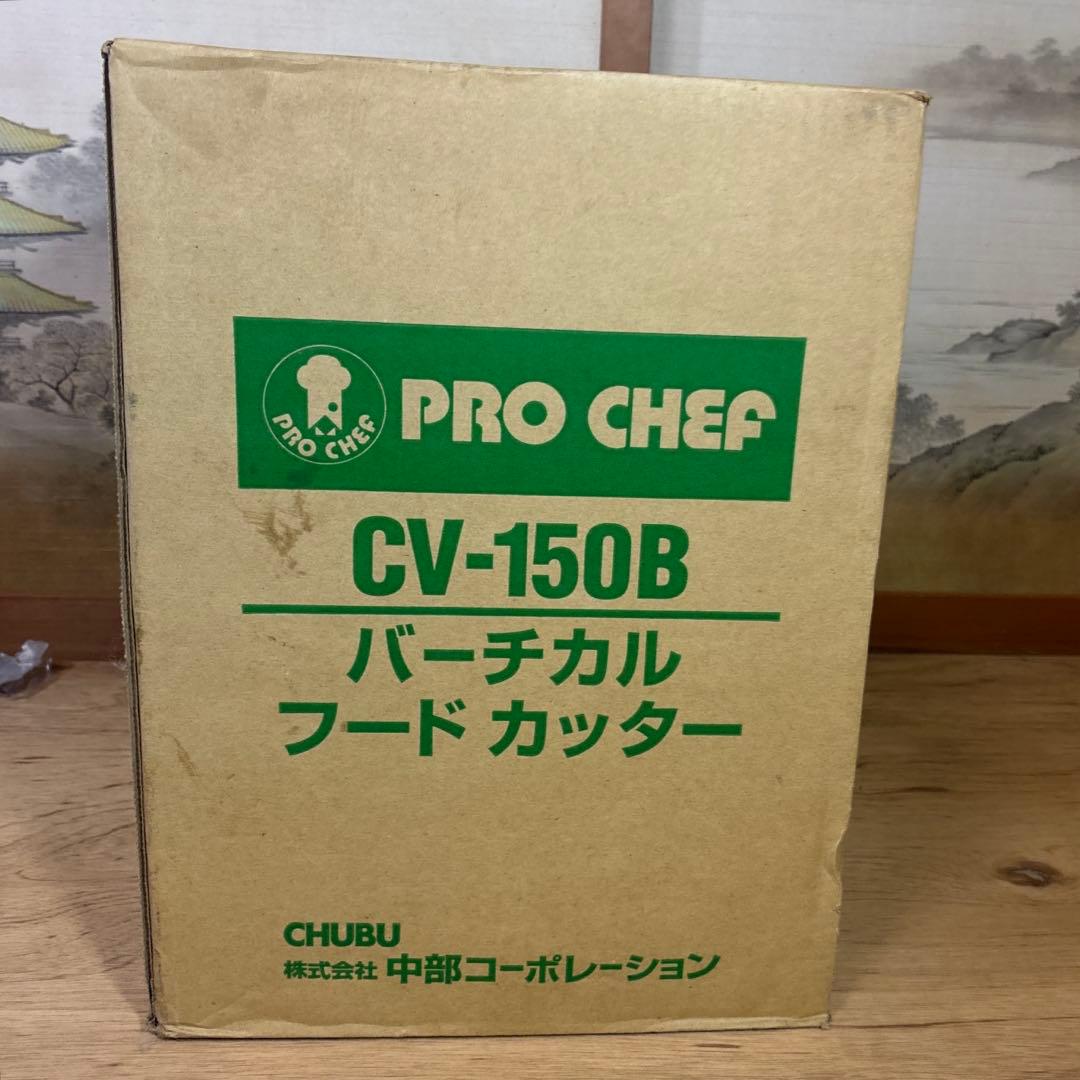 PRO CHEF
PRO CHEF
CV-150B
バーチカル
フード カッター
CHUBU
株式会社 中部コーポレーション